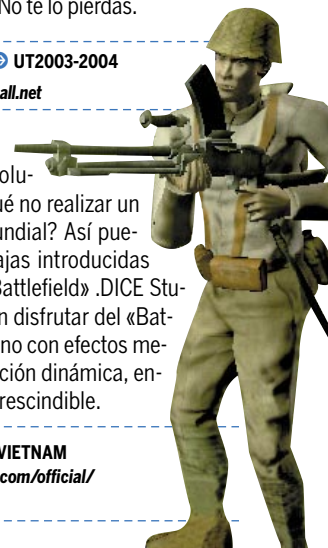 No te lo pierdas.
UT2003-2004
all.net
olu-
ué no realizar un
undial? Así pue-
ajas introducidas
Battlefield» .DICE Stu-
n disfrutar del «Bat-
no con efectos me-
ción dinámica, en-
rescindible.
VIETNAM
com/official/